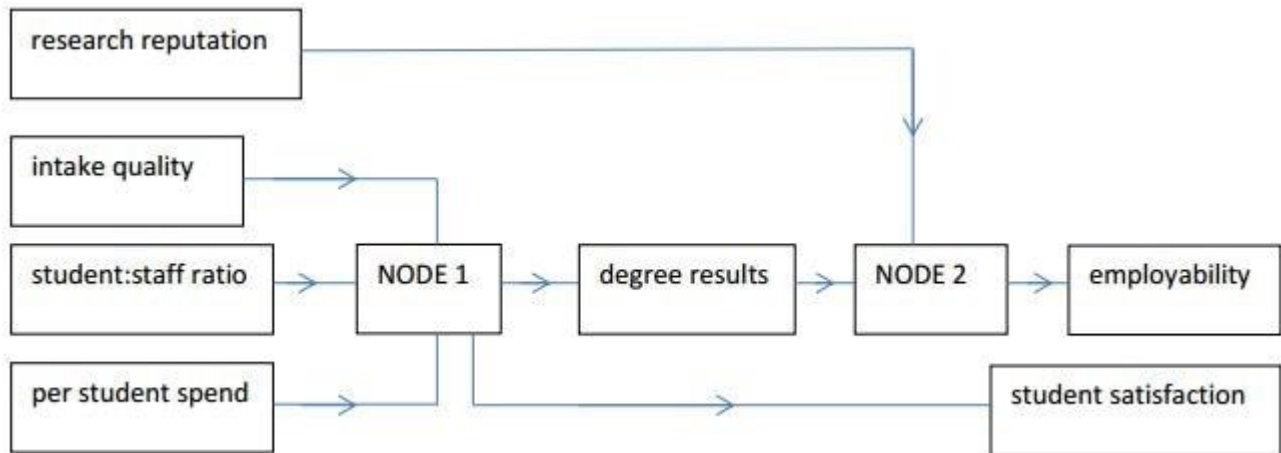 research reputation
intake quality
student:staff ratio
NODE 1
degree results
NODE 2
employability
per student spend
student satisfaction